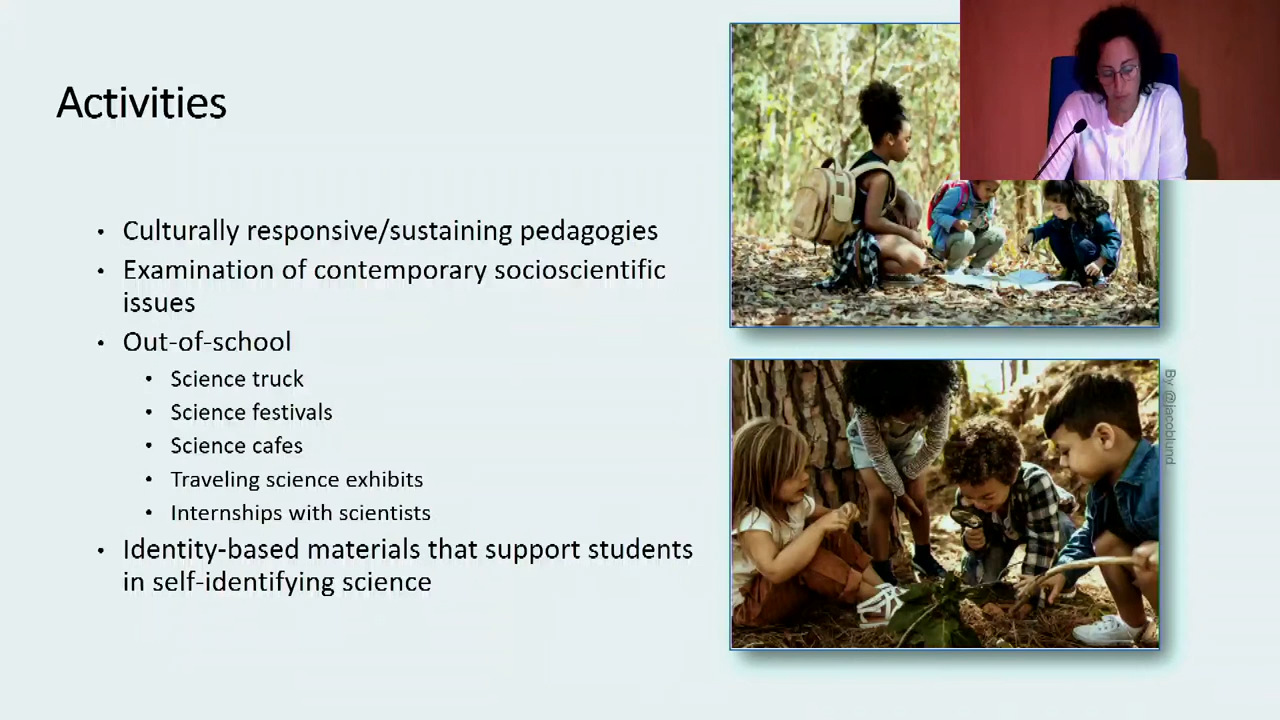 Activities
• Culturally responsive/sustaining pedagogies
• Examination of contemporary socioscientific
issues
• Out-of-school
• Science truck
• Science festivals
• Science cafes
• Traveling science exhibits
• Internships with scientists
• Identity-based materials that support students
in self-identifying science
By @jacoblund